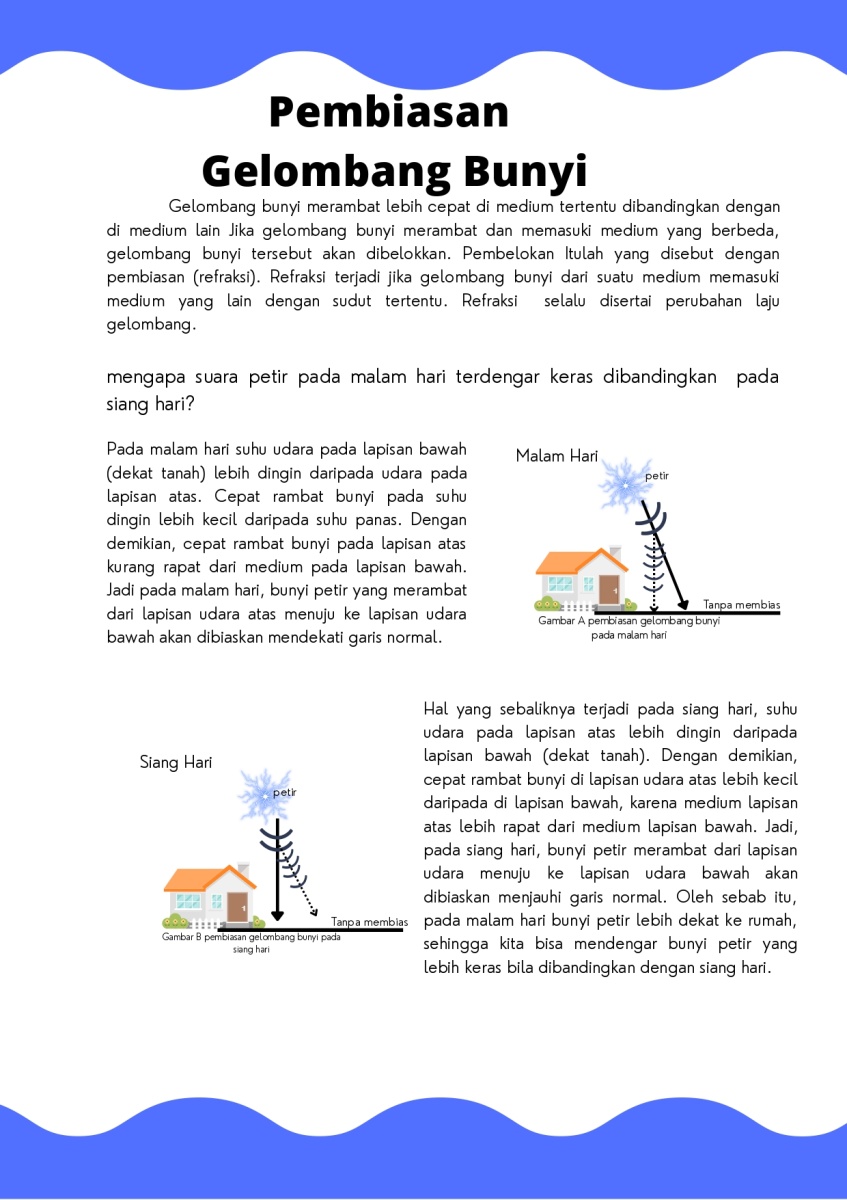 Pembiasan
Gelombang Bunyi
Gelombang bunyi merambat lebih cepat di medium tertentu dibandingkan dengan
di medium lain Jika gelombang bunyi merambat dan memasuki medium yang berbeda,
gelombang bunyi tersebut akan dibelokkan. Pembelokan Itulah yang disebut dengan
pembiasan (refraksi). Refraksi terjadi jika gelombang bunyi dari suatu medium memasuki
medium yang lain dengan sudut tertentu. Refraksi selalu disertai perubahan laju
gelombang.
mengapa suara petir pada malam hari terdengar keras dibandingkan pada
siang hari?
Pada malam hari suhu udara pada lapisan bawah
(dekat tanah) lebih dingin daripada udara pada
lapisan atas. Cepat rambat bunyi pada suhu
dingin lebih kecil daripada suhu panas. Dengan
demikian, cepat rambat bunyi pada lapisan atas
kurang rapat dari medium pada lapisan bawah.
Jadi pada malam hari, bunyi petir yang merambat
dari lapisan udara atas menuju ke lapisan udara
bawah akan dibiaskan mendekati garis normal.
Malam Hari
petir
Tanpa membias
Gambar A pembiasan gelombang bunyi
pada malam hari
Siang Hari
petir
Tanpa membias
Gambar B pembiasan gelombang bunyi pada
siang hari
Hal yang sebaliknya terjadi pada siang hari, suhu
udara pada lapisan atas lebih dingin daripada
lapisan bawah (dekat tanah). Dengan demikian,
cepat rambat bunyi di lapisan udara atas lebih kecil
daripada di lapisan bawah, karena medium lapisan
atas lebih rapat dari medium lapisan bawah. Jadi,
pada siang hari, bunyi petir merambat dari lapisan
udara menuju ke lapisan udara bawah akan
dibiaskan menjauhi garis normal. Oleh sebab itu,
pada malam hari bunyi petir lebih dekat ke rumah,
sehingga kita bisa mendengar bunyi petir yang
lebih keras bila dibandingkan dengan siang hari.